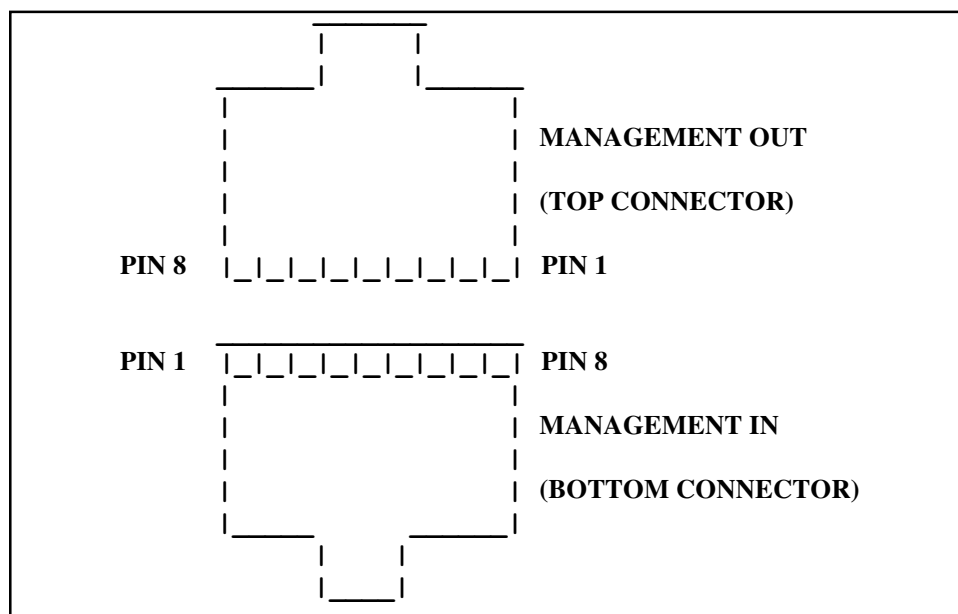 MANAGEMENT OUT
(TOP CONNECTOR)
PIN 8 PIN 1
PIN 1 PIN 8
MANAGEMENT IN
(BOTTOM CONNECTOR)